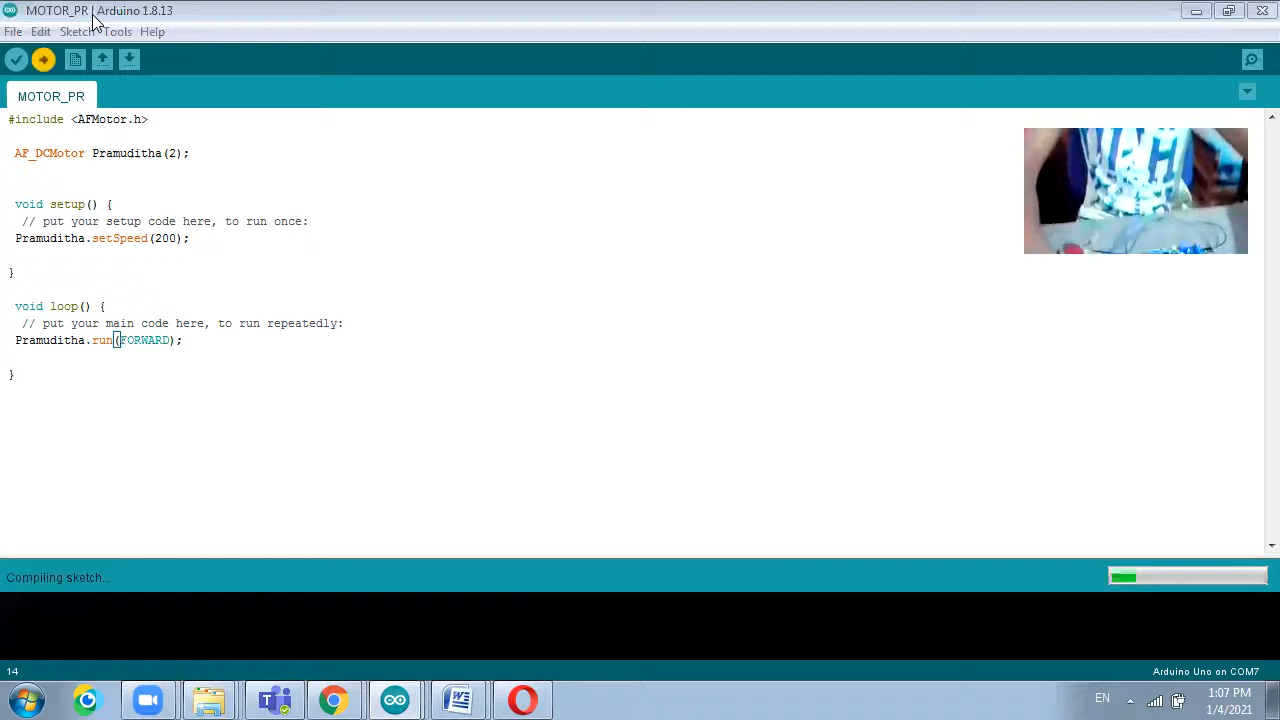 MOTOR_PR | Arduino 1.8.13
File Edit Sketch Tools Help
MOTOR_PR
#include <AFMotor.h>
AF_DCMotor Pramuditha(2);
void setup() {
// put your setup code here, to run once:
Pramuditha.setSpeed(200);
}
void loop() {
// put your main code here, to run repeatedly:
Pramuditha.run(FORWARD);
}
Compiling sketch...
14
Arduino Uno on COM7
EN
1:07 PM
1/4/2021